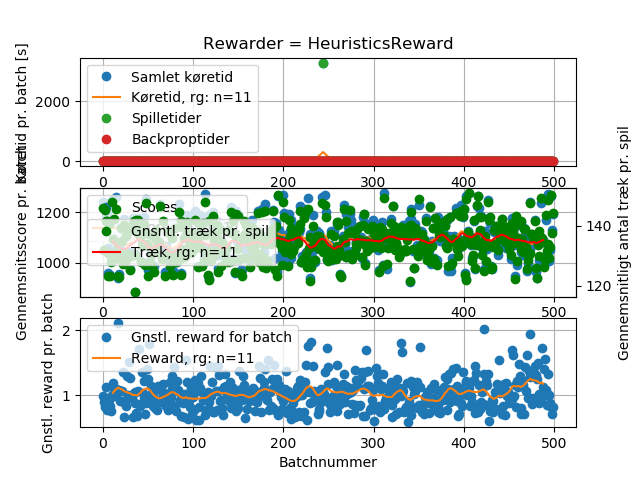 Rewarder = HeuristicsReward
Køretid pr. batch [s]
2000
0
Samlet køretid
Køretid, rg: n=11
Spilletider
Backproptider
0 100 200 300 400 500
Gennemsnitsscore pr. batch
1200
1000
Scores
Gnsntl. træk pr. spil
Træk, rg: n=11
140
120
Gennemsnitligt antal træk pr. spil
0 100 200 300 400 500
Gnstl. reward pr. batch
2
1
Gnstl. reward for batch
Reward, rg: n=11
0 100 200 300 400 500
Batchnummer